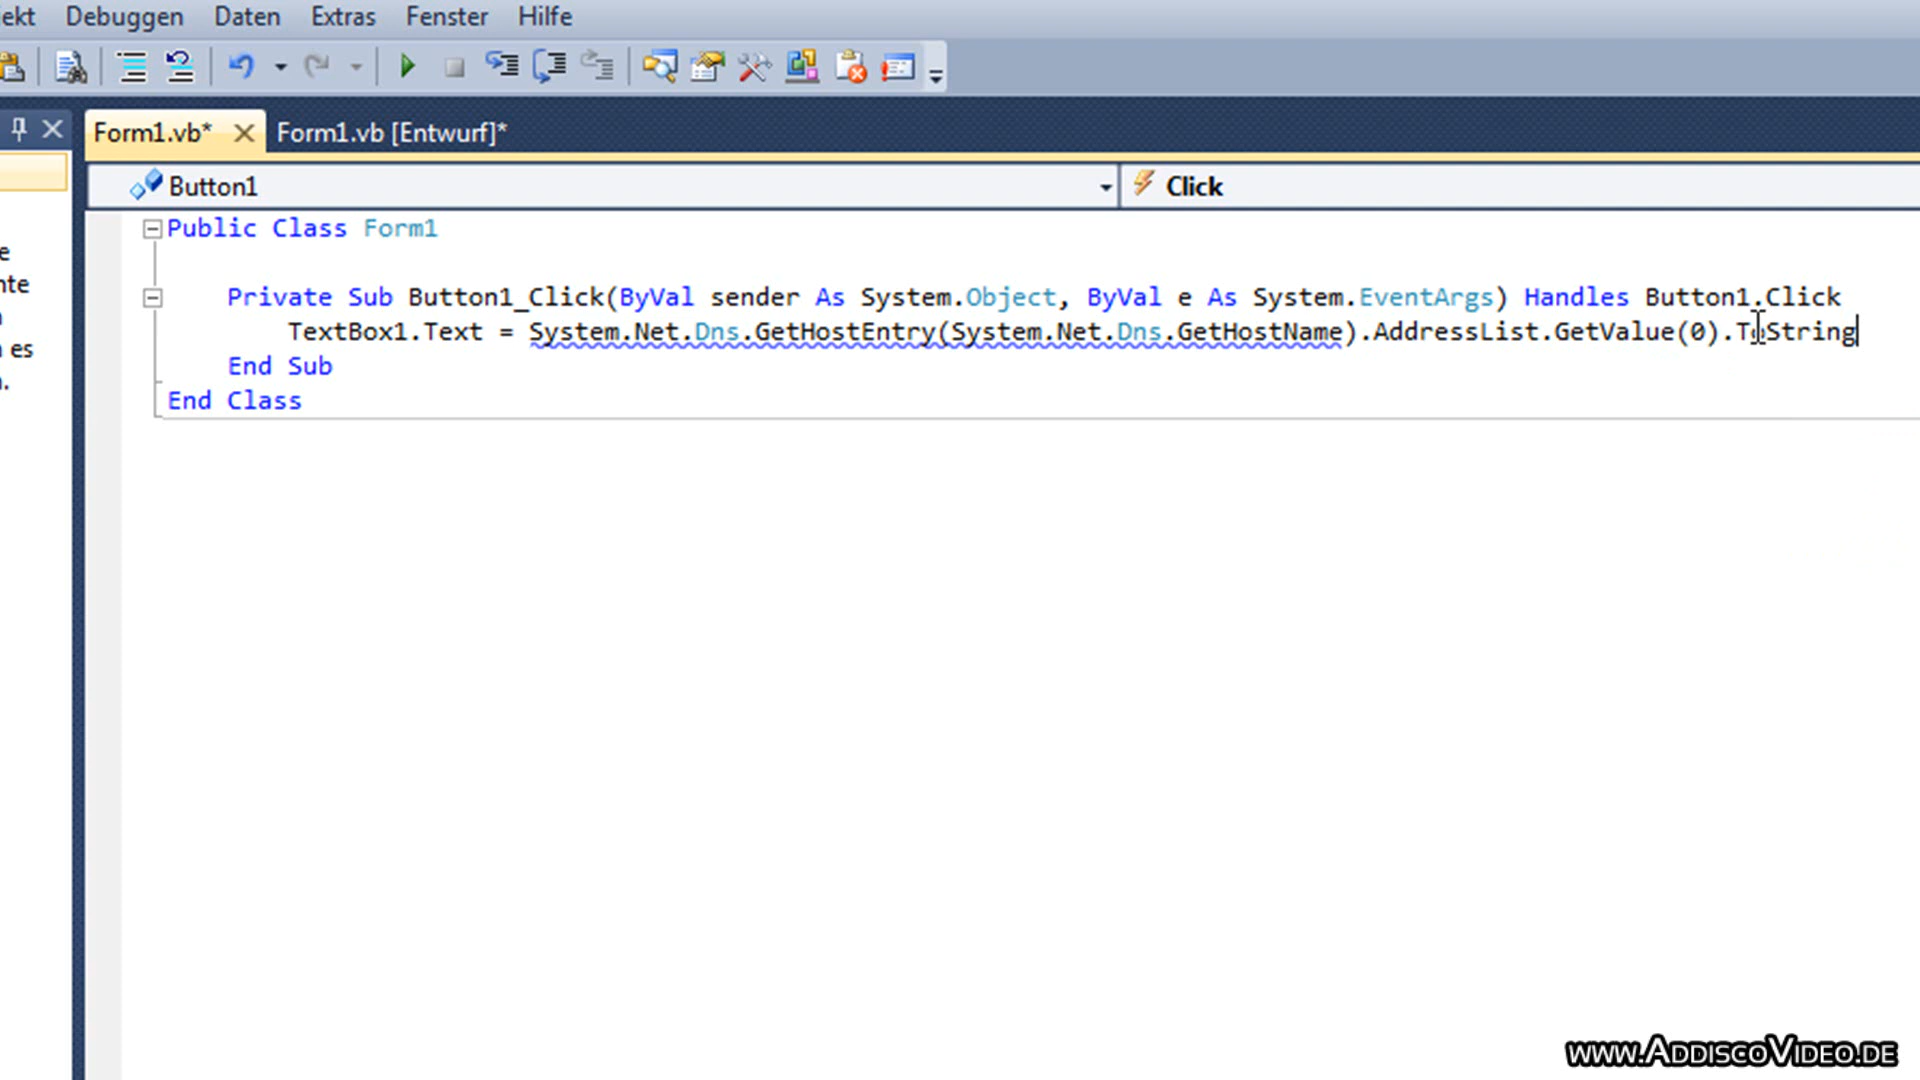 ekt Debuggen Daten Extras Fenster Hilfe
Form1.vb* Form1.vb [Entwurf]*
Button1 Click
Public Class Form1
e
nte
Private Sub Button1_Click(ByVal sender As System.Object, ByVal e As System.EventArgs) Handles Button1.Click
TextBox1.Text = System.Net.Dns.GetHostEntry(System.Net.Dns.GetHostName).AddressList.GetValue(0).ToString
es
End Sub
End Class
www.AddiscoVideo.de